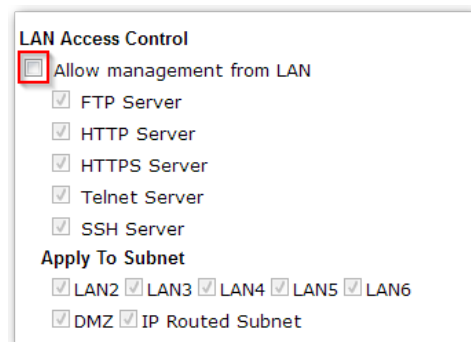 LAN Access Control
Allow management from LAN
FTP Server
HTTP Server
HTTPS Server
Telnet Server
SSH Server
Apply To Subnet
LAN2 LAN3 LAN4 LAN5 LAN6
DMZ IP Routed Subnet